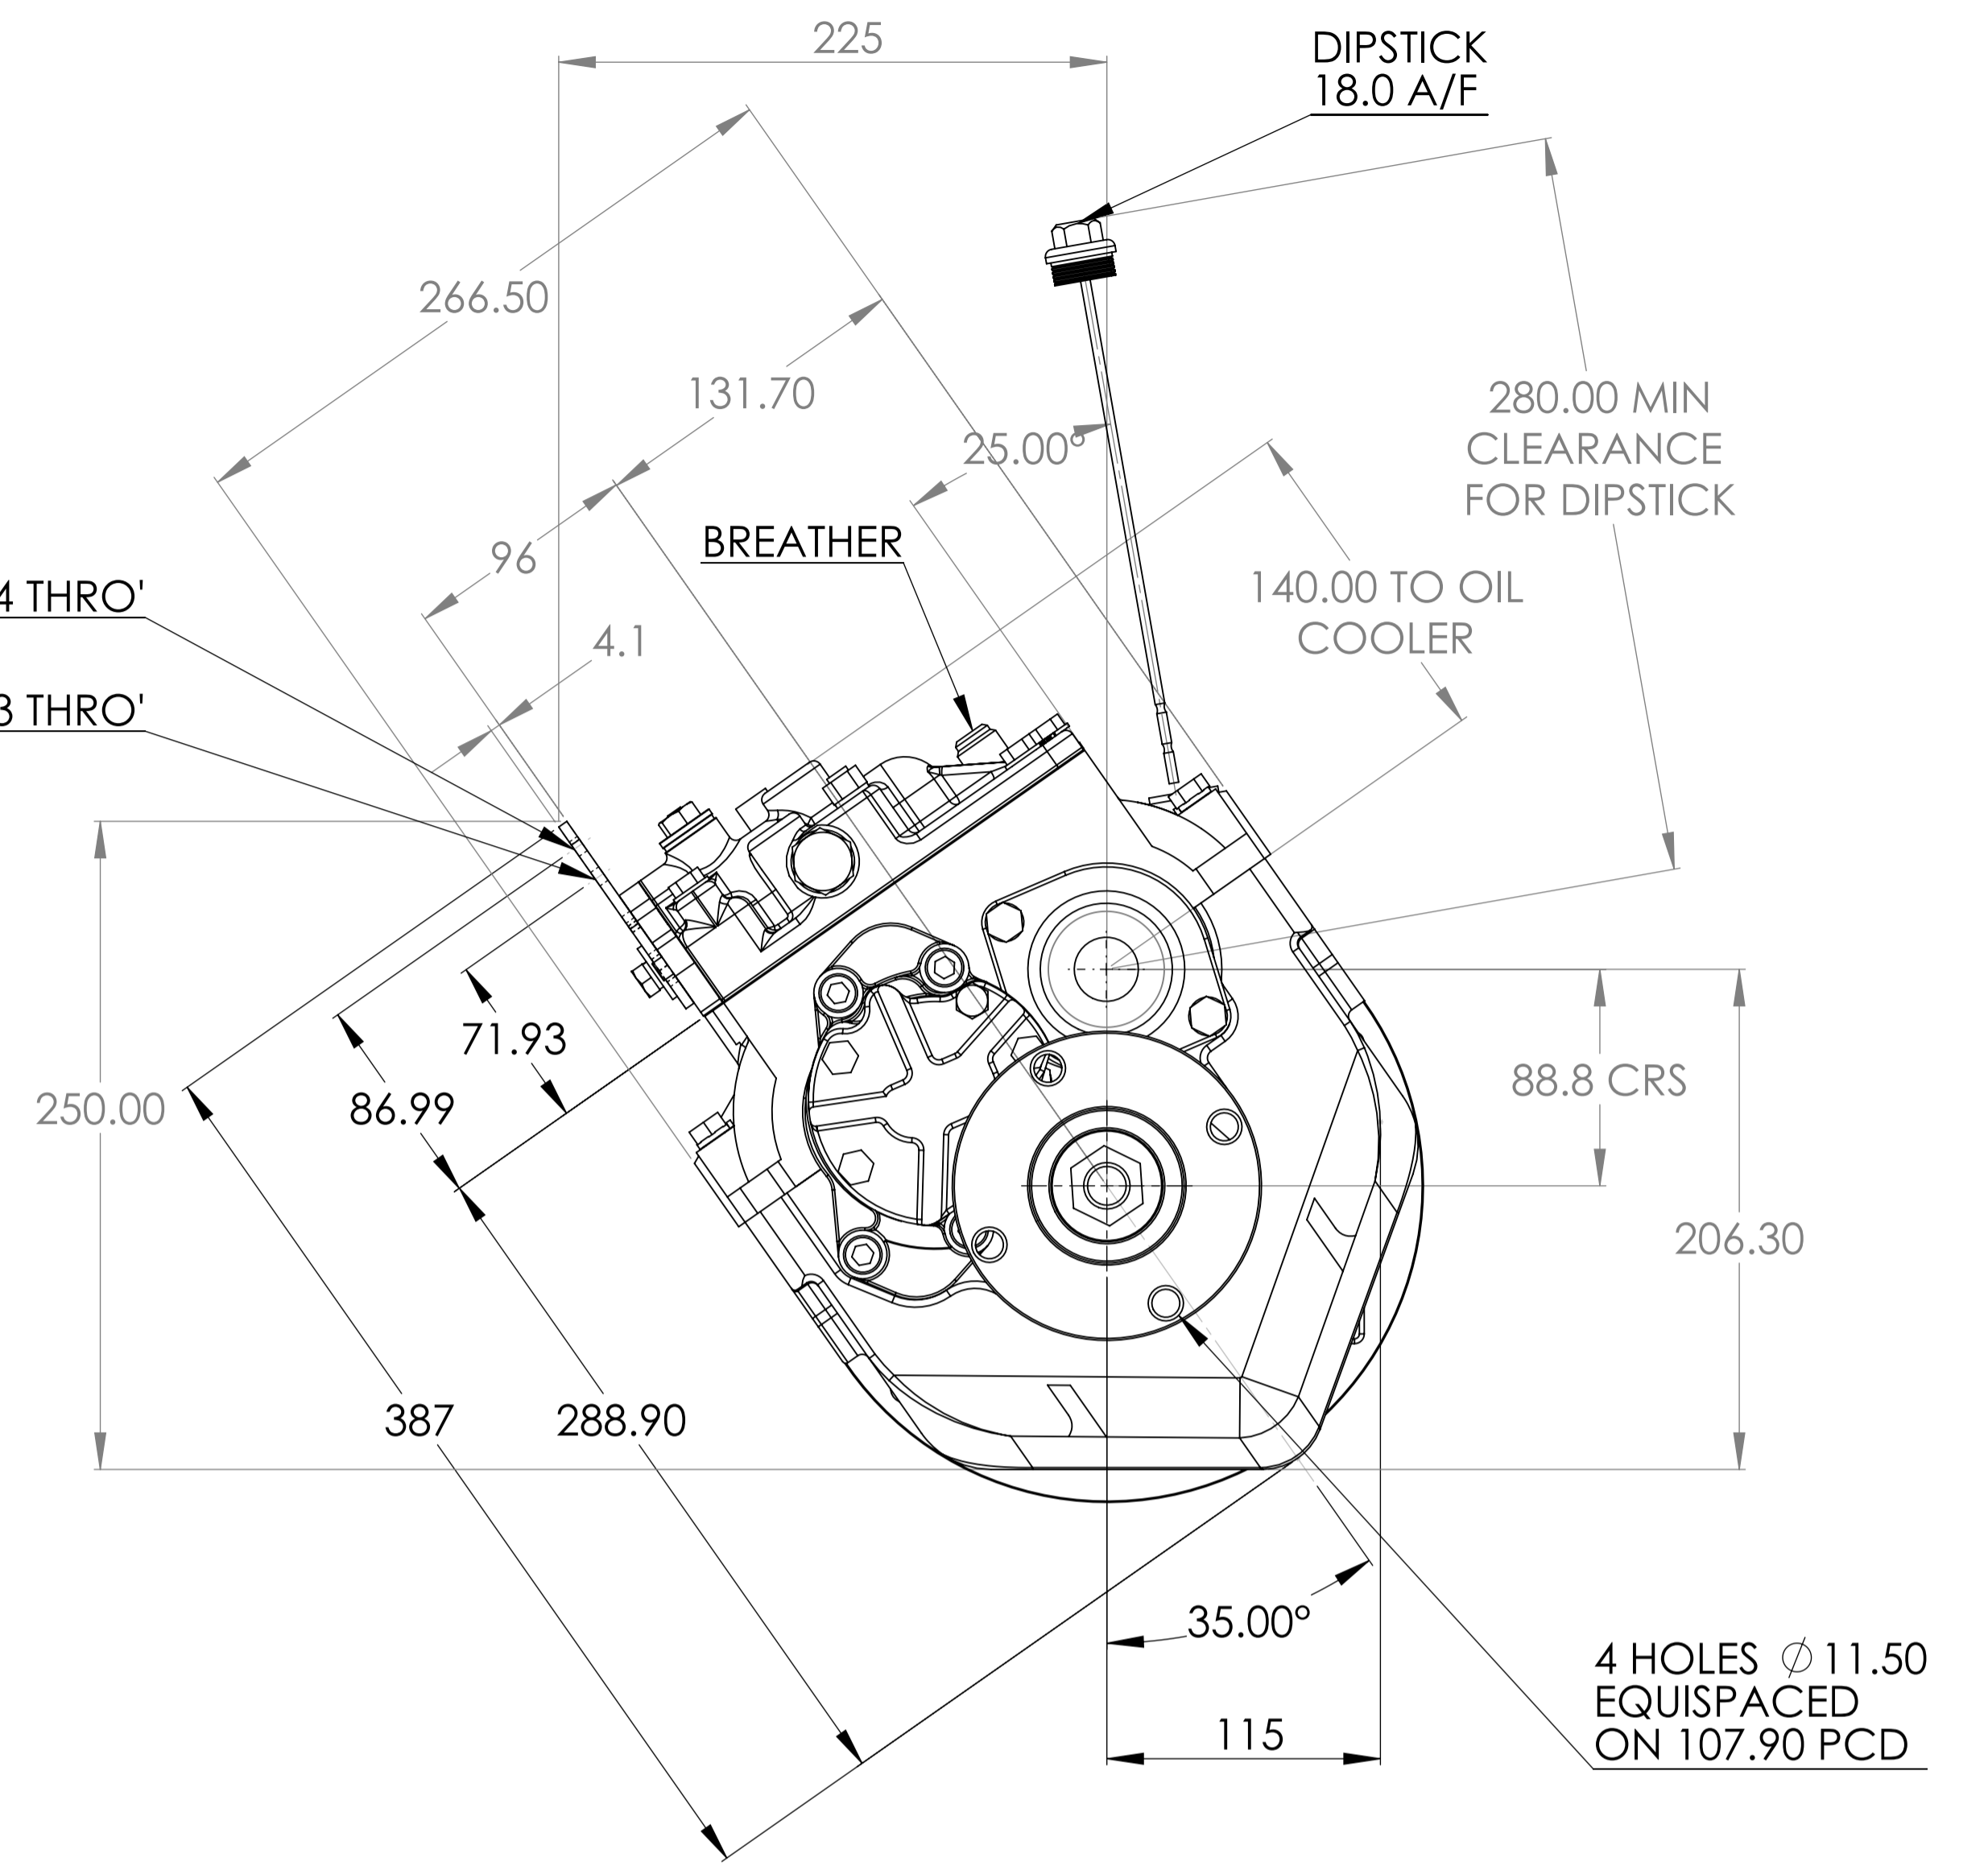 225
DIPSTICK
18.0 A/F
266.50
131.70
25.00°
280.00 MIN
CLEARANCE
FOR DIPSTICK
96
BREATHER
140.00 TO OIL
COOLER
4 THRO'
4.1
3 THRO'
71.93
86.99
250.00
88.8 CRS
206.30
387
288.90
35.00°
4 HOLES ∅11.50
EQUISPACED
ON 107.90 PCD
115